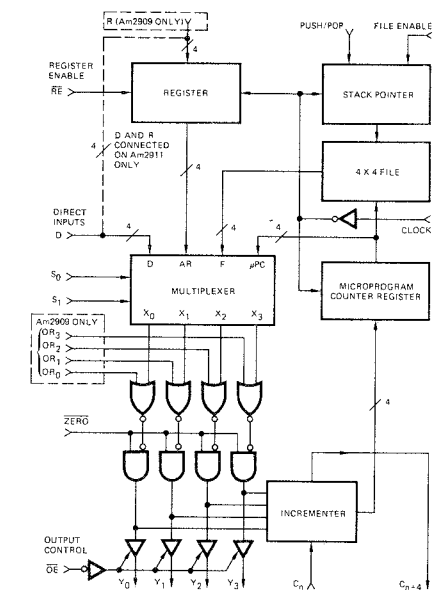 R (Am2909 ONLY)
PUSH/POP
FILE ENABLE
4
REGISTER
ENABLE
RE
REGISTER
STACK POINTER
4
D AND R
CONNECTED
ON Am2911
ONLY
4
4 X 4 FILE
DIRECT
INPUTS
D
4
4
4
CLOCK
D
AR
F
μPC
S0
MULTIPLEXER
MICROPROGRAM
COUNTER REGISTER
S1
X0
X1
X2
X3
Am2909 ONLY
OR3
OR2
OR1
OR0
4
ZERO
INCREMENTER
OUTPUT
CONTROL
OE
Y0
Y1
Y2
Y3
Cn
Cn+4